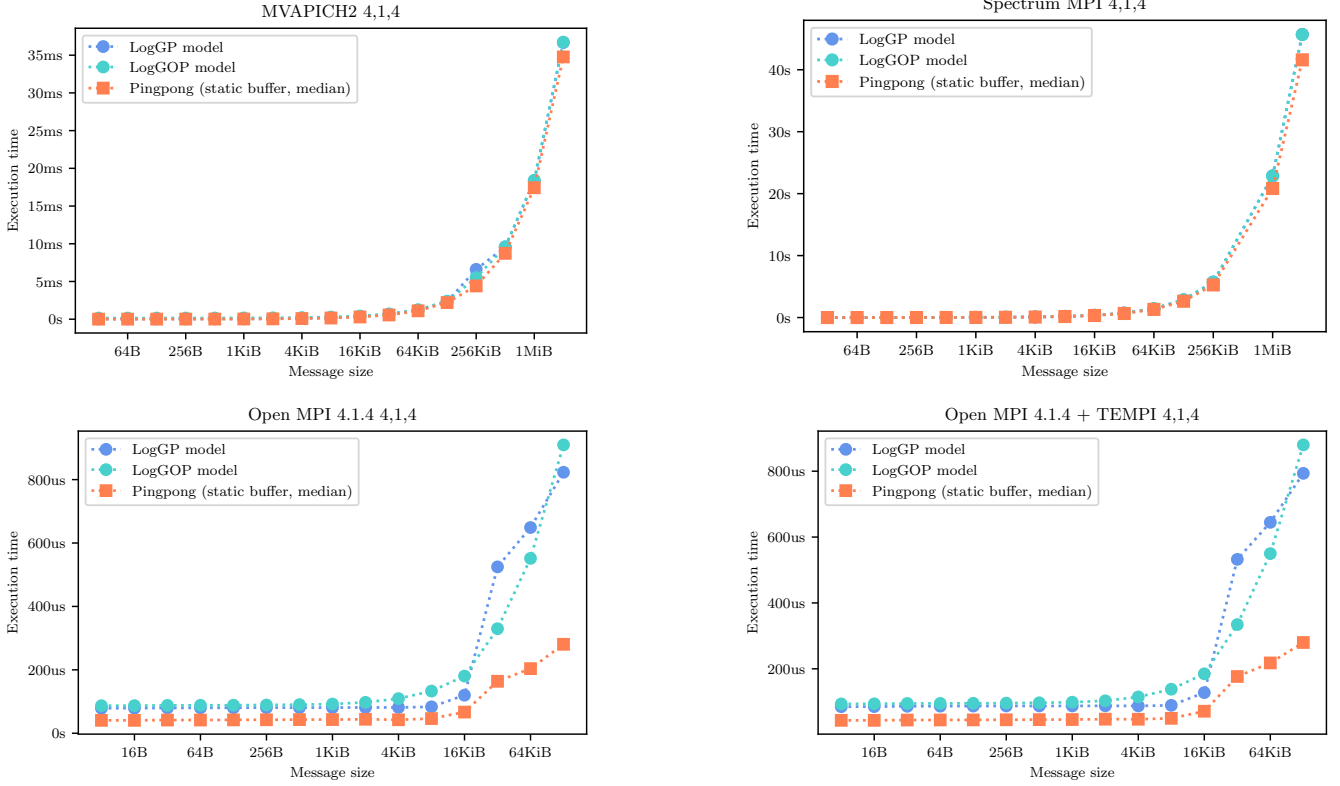 MVAPICH2 4,1,4
LogGP model
LogGOP model
Pingpong (static buffer, median)
35ms
30ms
25ms
20ms
15ms
10ms
5ms
0s
Execution time
64B 256B 1KiB 4KiB 16KiB 64KiB 256KiB 1MiB
Message size
Spectrum MPI 4,1,4
LogGP model
LogGOP model
Pingpong (static buffer, median)
40s
30s
20s
10s
0s
Execution time
64B 256B 1KiB 4KiB 16KiB 64KiB 256KiB 1MiB
Message size
Open MPI 4.1.4 4,1,4
LogGP model
LogGOP model
Pingpong (static buffer, median)
800us
600us
400us
200us
0s
Execution time
16B 64B 256B 1KiB 4KiB 16KiB 64KiB
Message size
Open MPI 4.1.4 + TEMPI 4,1,4
LogGP model
LogGOP model
Pingpong (static buffer, median)
800us
600us
400us
200us
Execution time
16B 64B 256B 1KiB 4KiB 16KiB 64KiB
Message size